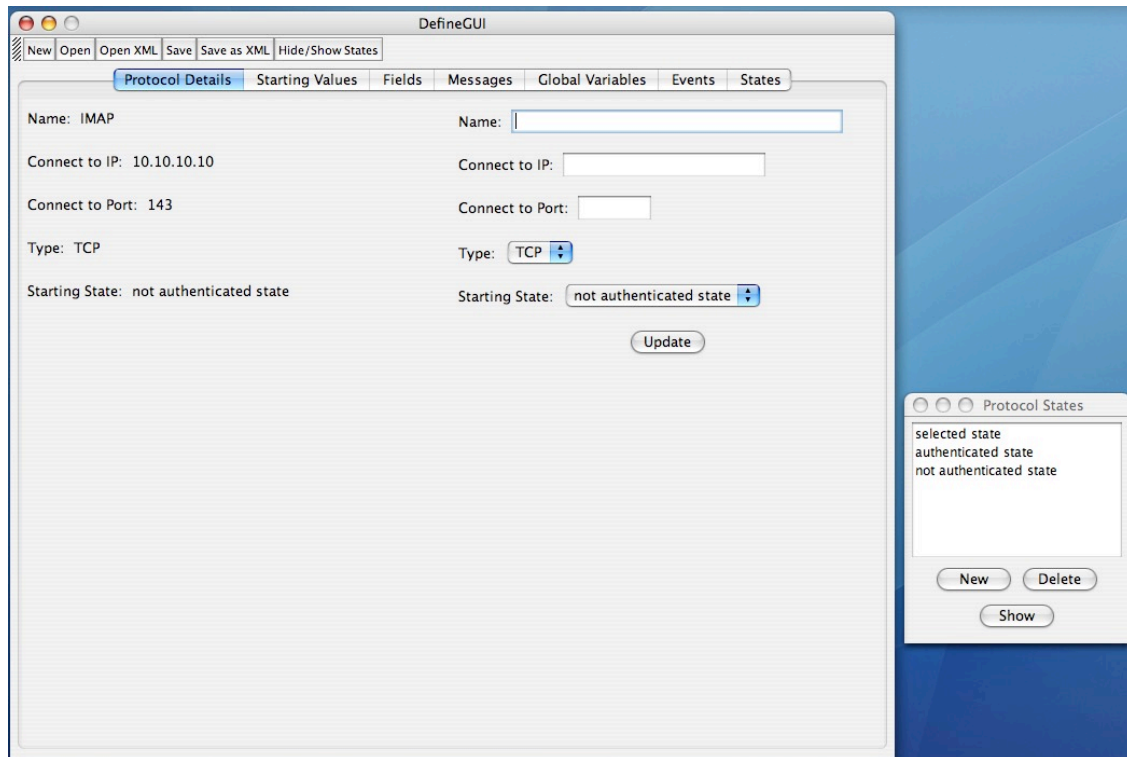 DefineGUI
New Open Open XML Save Save as XML Hide/Show States
Protocol Details Starting Values Fields Messages Global Variables Events States
Name: IMAP
Name:
Connect to IP: 10.10.10.10
Connect to IP:
Connect to Port: 143
Connect to Port:
Type: TCP
Type: TCP
Starting State: not authenticated state
Starting State: not authenticated state
Update
Protocol States
selected state
authenticated state
not authenticated state
New Delete
Show